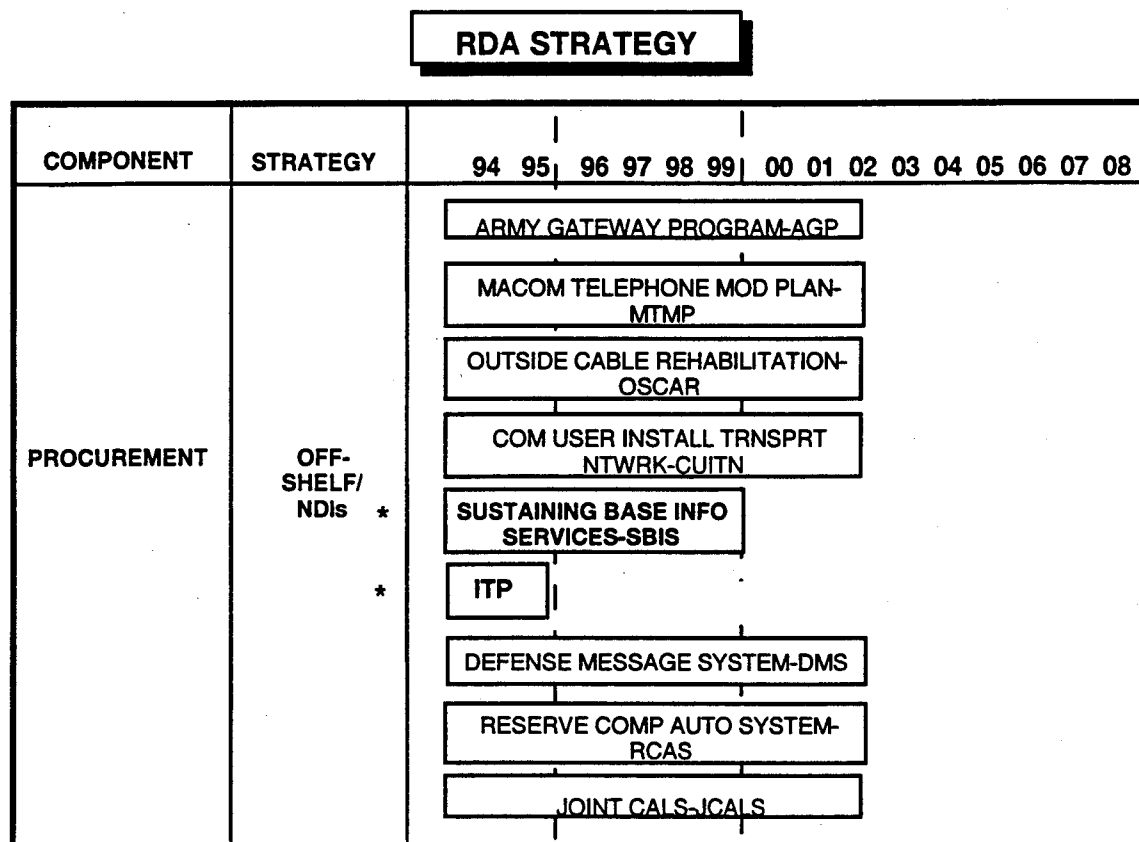 RDA STRATEGY
COMPONENT STRATEGY 94 95 96 97 98 99 00 01 02 03 04 05 06 07 08
ARMY GATEWAY PROGRAM-AGP
MACOM TELEPHONE MOD PLAN-
MTMP
OUTSIDE CABLE REHABILITATION-
OSCAR
COM USER INSTALL TRNSPRT
NTWRK-CUITN
PROCUREMENT
OFF-
SHELF/
NDIs *
SUSTAINING BASE INFO
SERVICES-SBIS
* ITP
DEFENSE MESSAGE SYSTEM-DMS
RESERVE COMP AUTO SYSTEM-
RCAS
JOINT CALS-JCALS